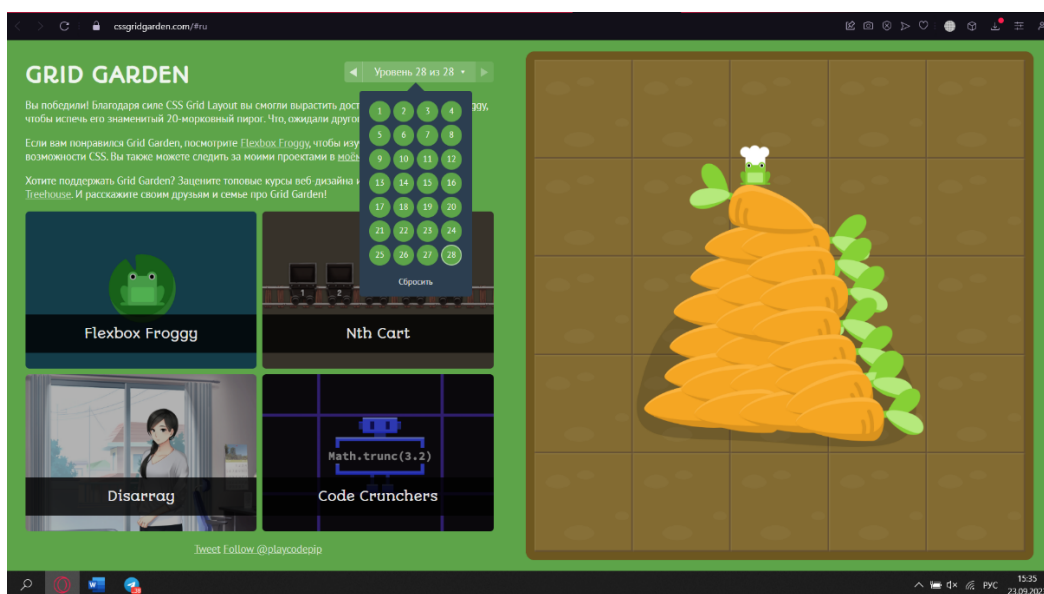 cssgridgarden.com/#ru
GRID GARDEN
Уровень 28 из 28
Вы победили! Благодаря силе CSS Grid Layout вы смогли вырастить дост
чтобы испечь его знаменитый 20-морковный пирог. Что, ожидали друго
Если вам понравился Grid Garden, посмотрите Flexbox Froggy, чтобы изу
возможности CSS. Вы также можете следить за моими проектами в моё
Хотите поддержать Grid Garden? Зацените топовые курсы веб-дизайна и
Treehouse. И расскажите своим друзьям и семье про Grid Garden!
1 2 3 4
5 6 7 8
9 10 11 12
13 14 15 16
17 18 19 20
21 22 23 24
25 26 27 28
Сбросить
1 2
Flexbox Froggy
Nth Cart
Math.trunc(3.2)
Disarray
Code Crunchers
Tweet Follow @playcodepip
РУС
15:35